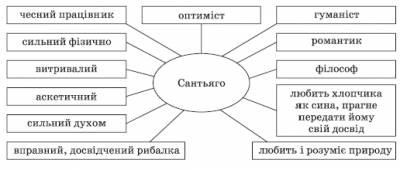 чесний працівник
оптиміст
гуманіст
сильний фізично
романтик
витривалий
Сантьяго
філософ
аскетичний
любить хлопчика
як сина, прагне
передати йому
свій досвід
сильний духом
вправний, досвідчений рибалка
любить і розуміє природу